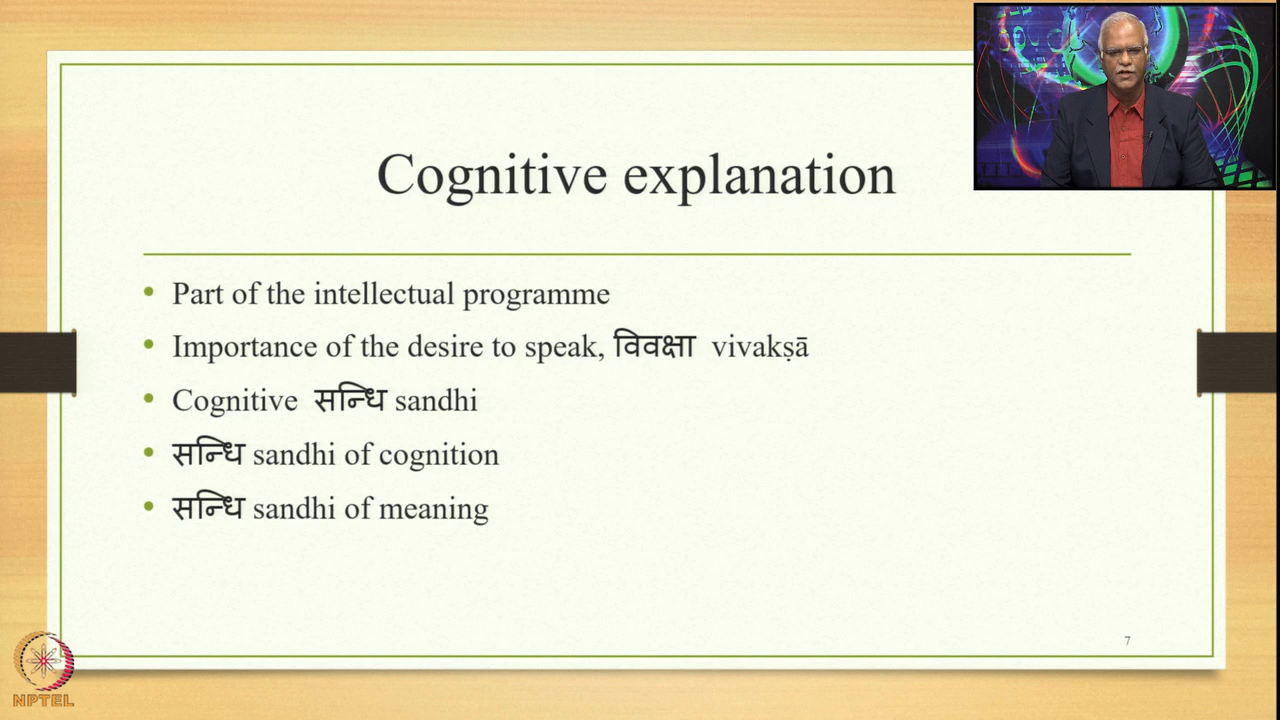 Cognitive explanation
• Part of the intellectual programme
• Importance of the desire to speak, विवक्षा vivakṣā
• Cognitive सन्धि sandhi
• सन्धि sandhi of cognition
• सन्धि sandhi of meaning
7
NPTEL